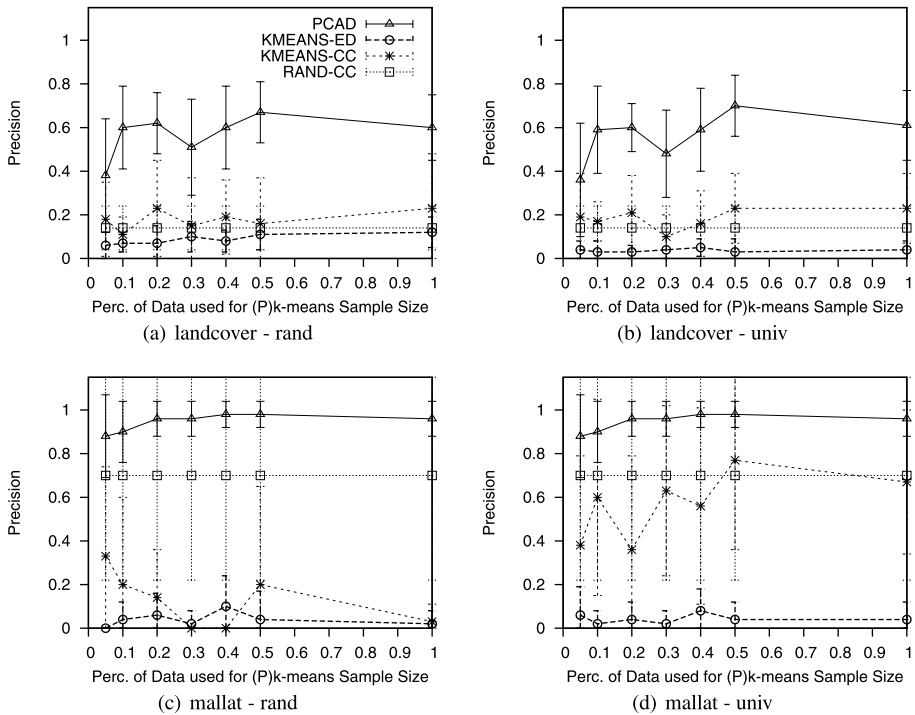 PCAD
KMEANS-ED
KMEANS-CC
RAND-CC
1
0.8
0.6
0.4
0.2
0
Precision
0 0.1 0.2 0.3 0.4 0.5 0.6 0.7 0.8 0.9 1
Perc. of Data used for (P)k-means Sample Size
(a) landcover - rand
1
0.8
0.6
0.4
0.2
0
Precision
0 0.1 0.2 0.3 0.4 0.5 0.6 0.7 0.8 0.9 1
Perc. of Data used for (P)k-means Sample Size
(b) landcover - univ
1
0.8
0.6
0.4
0.2
0
Precision
0 0.1 0.2 0.3 0.4 0.5 0.6 0.7 0.8 0.9 1
Perc. of Data used for (P)k-means Sample Size
(c) mallat - rand
1
0.8
0.6
0.4
0.2
0
Precision
0 0.1 0.2 0.3 0.4 0.5 0.6 0.7 0.8 0.9 1
Perc. of Data used for (P)k-means Sample Size
(d) mallat - univ